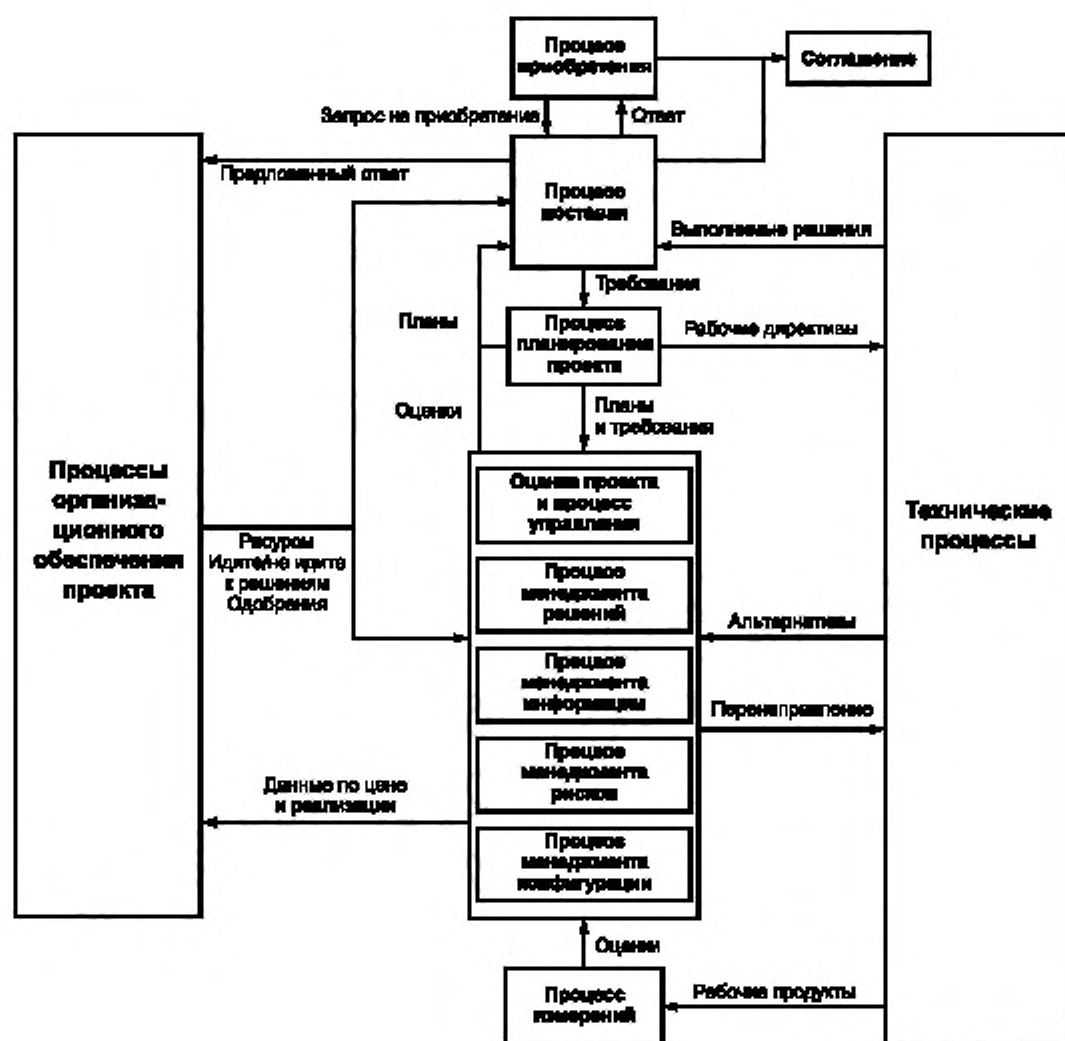 Процесс
приобретения
Соглашение
Запрос на приобретение
Ответ
Предложенный ответ
Процесс
поставки
Выполняемые решения
Требования
Планы
Процесс
планирования
проекта
Рабочие директивы
Оценки
Планы
и требования
Процессы
организа-
ционного
обеспечения
проекта
Оценка проекта
и процесс
управления
Технические
процессы
Ресурсы
к решениям
Одобрения
Процесс
менеджмента
решений
Альтернативы
Процесс
менеджмента
информации
Перенаправление
Данные по цене
и реализации
Процесс
менеджмента
рисков
Процесс
менеджмента
конфигурации
Оценки
Процесс
измерений
Рабочие продукты